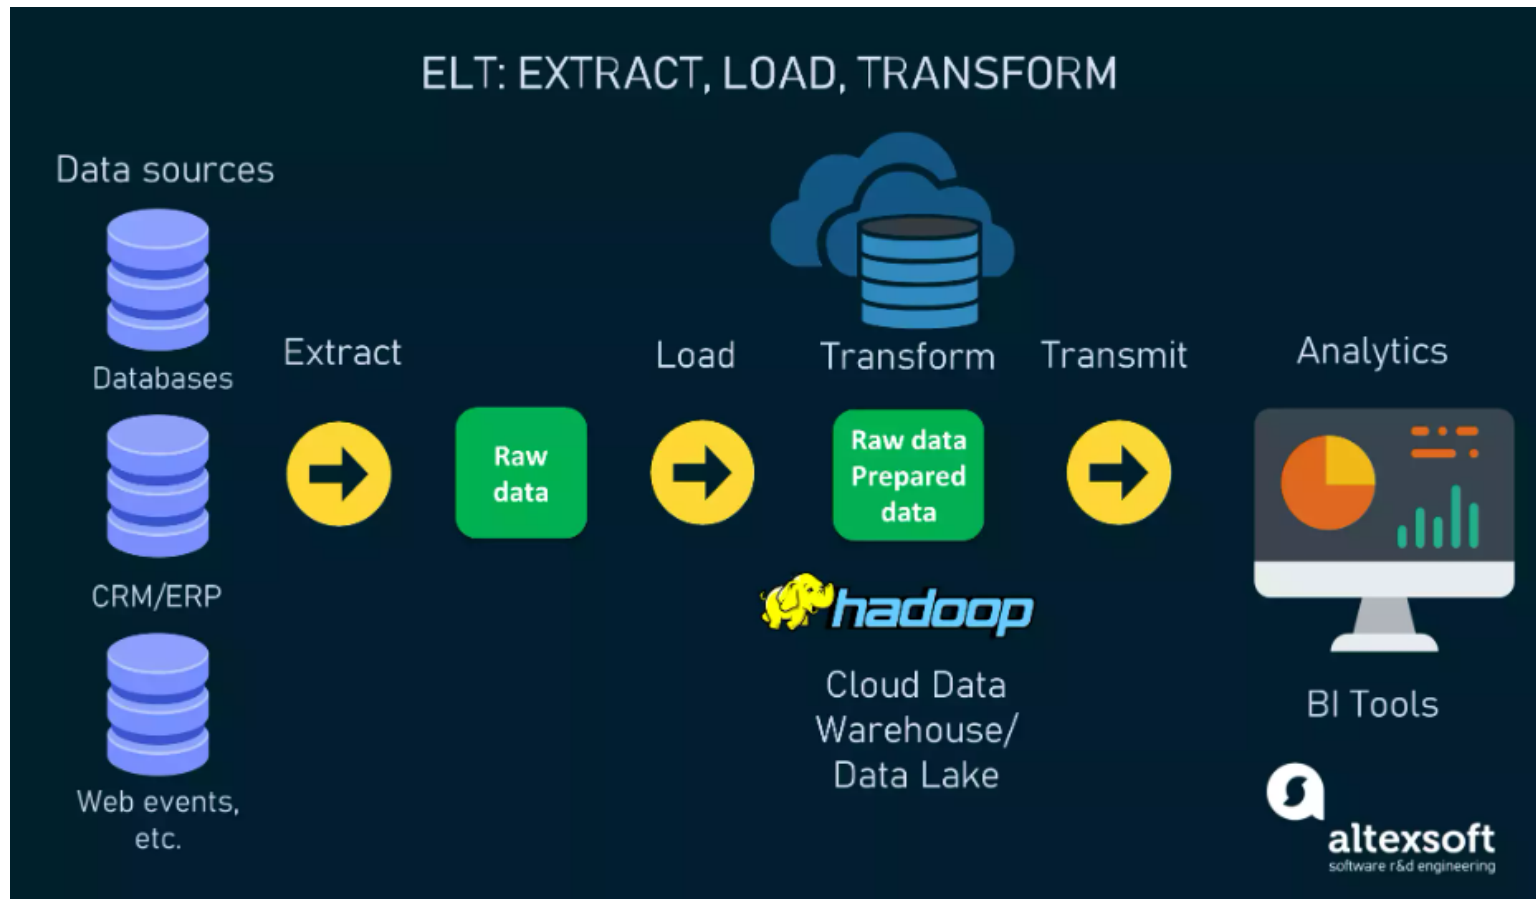 ELT: EXTRACT, LOAD, TRANSFORM
Data sources
Databases
CRM/ERP
Web events,
etc.
Extract
Raw
data
Load
Transform
Raw data
Prepared
data
hadoop
Cloud Data
Warehouse/
Data Lake
Transmit
Analytics
BI Tools
altexsoft
software r&d engineering